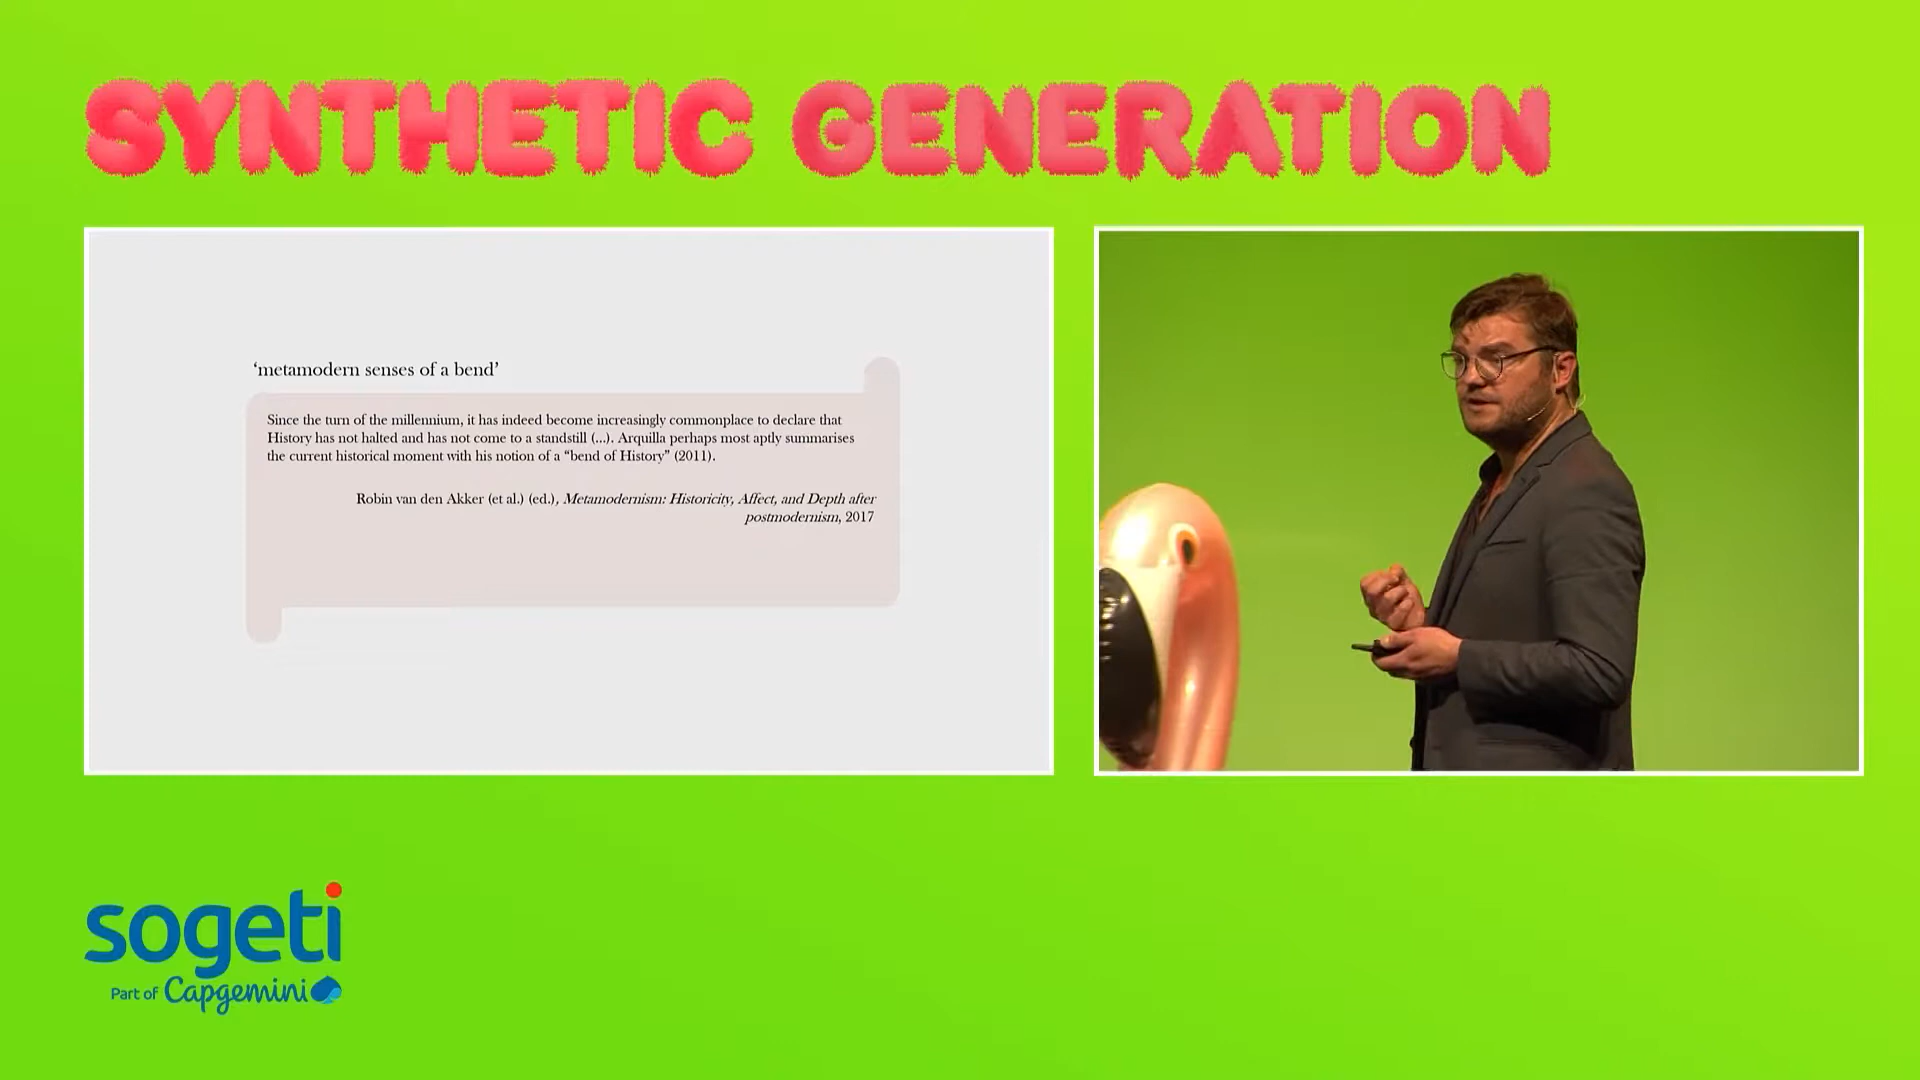 SYNTHETIC GENERATION
‘metamodern senses of a bend’
Since the turn of the millennium, it has indeed become increasingly commonplace to declare that
History has not halted and has not come to a standstill (...). Arquilla perhaps most aptly summarises
the current historical moment with his notion of a “bend of History” (2011).
Robin van den Akker (et al.) (ed.), Metamodernism: Historicity, Affect, and Depth after
postmodernism, 2017
sogeti
Part of Capgemini